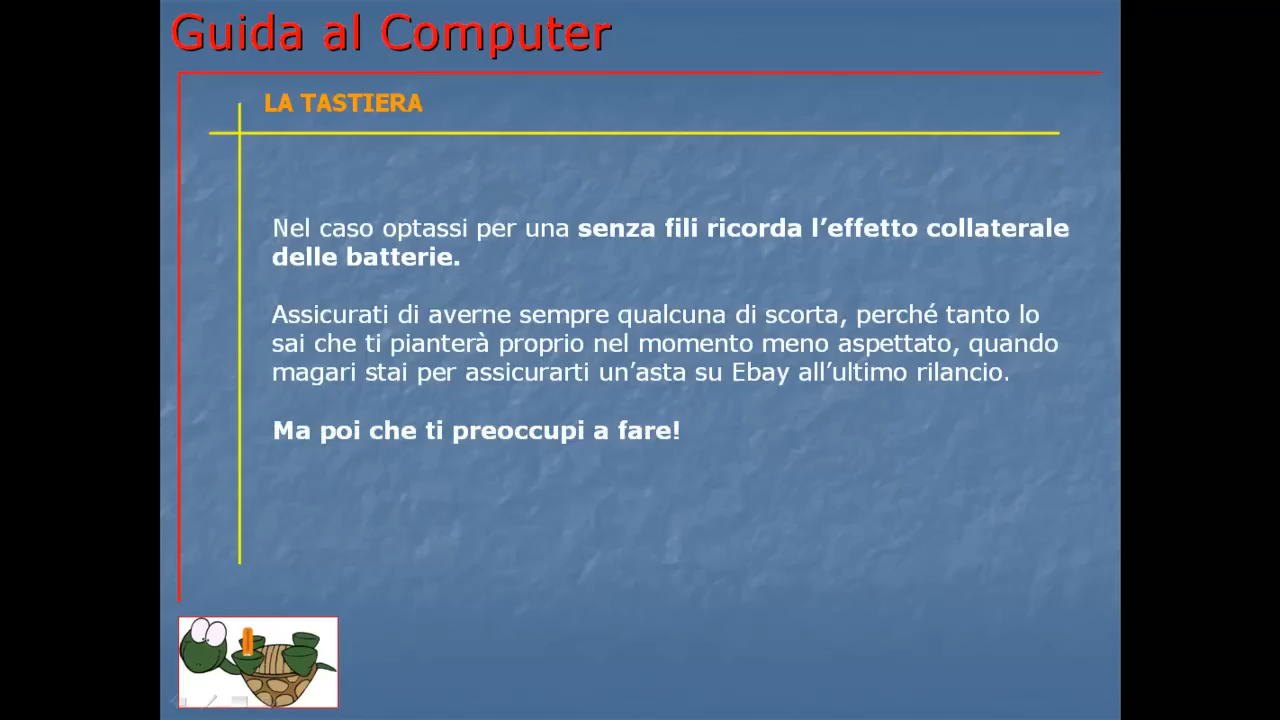 Guida al Computer
LA TASTIERA
Nel caso optassi per una senza fili ricorda l’effetto collaterale
delle batterie.
Assicurati di averne sempre qualcuna di scorta, perché tanto lo
sai che ti pianterà proprio nel momento meno aspettato, quando
magari stai per assicurarti un’asta su Ebay all’ultimo rilancio.
Ma poi che ti preoccupi a fare!